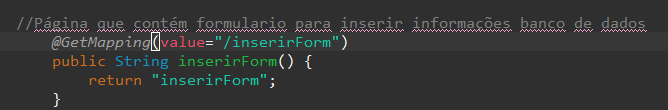 //Página que contém formulario para inserir informações banco de dados
@GetMapping(value="/inserirForm")
public String inserirForm() {
return "inserirForm";
}